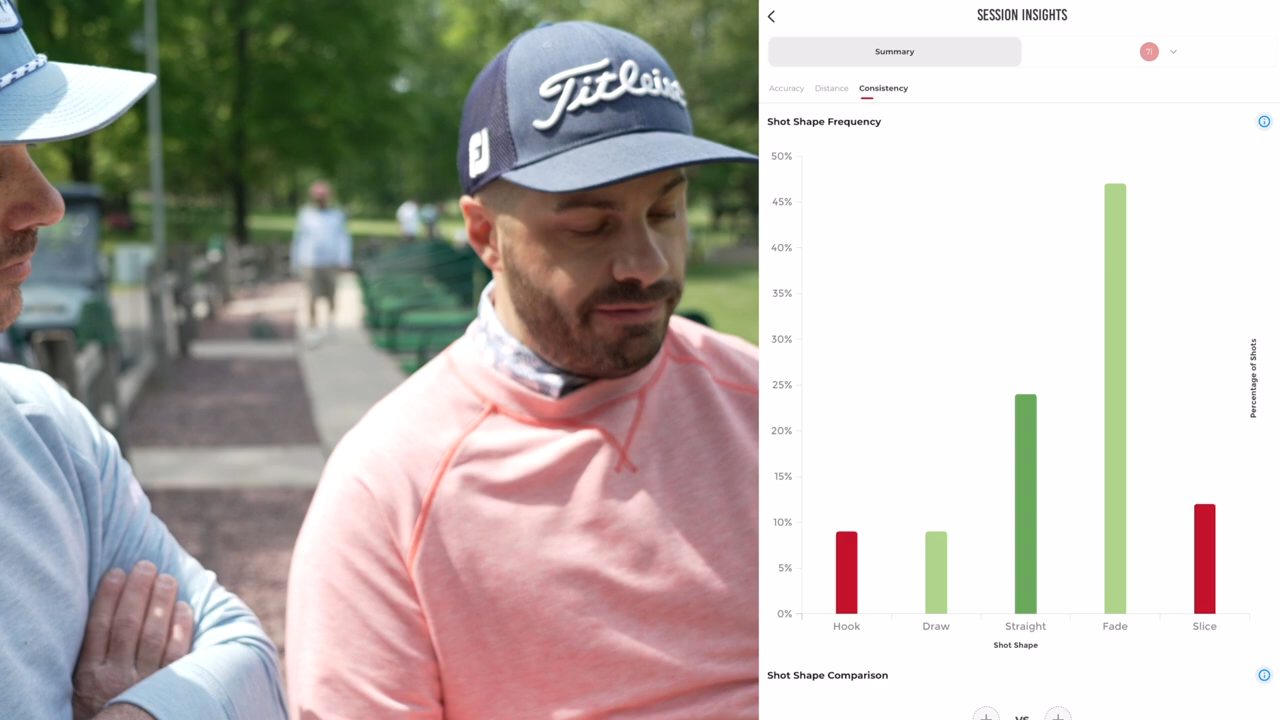 Titleist
FJ
SESSION INSIGHTS
Summary
7i
Accuracy Distance Consistency
Shot Shape Frequency
50%
45%
40%
35%
30%
25%
20%
15%
10%
5%
0%
Percentage of Shots
Hook Draw Straight Fade Slice
Shot Shape
Shot Shape Comparison
+ VS +